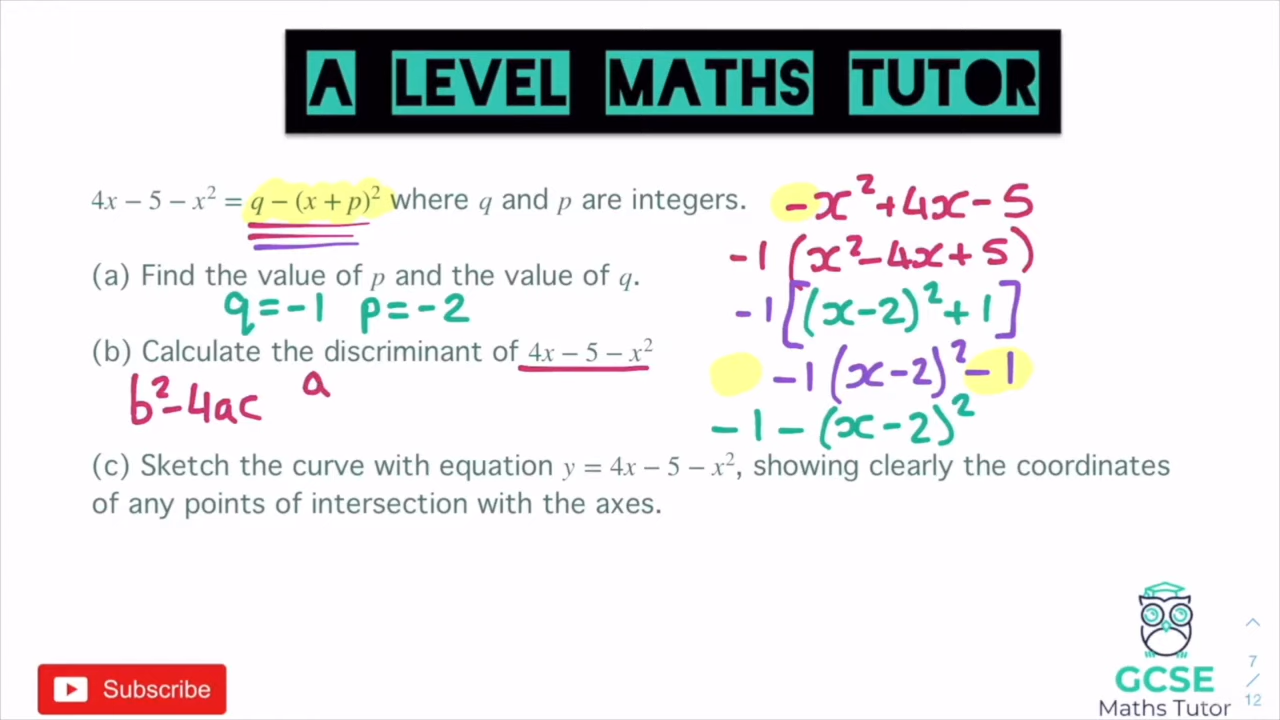 A LEVEL MATHS TUTOR
4x − 5 − x² = q − (x + p)² where q and p are integers.
-x²+4x-5
-1(x²-4x+5)
(a) Find the value of p and the value of q.
q=-1 p=-2
-1[(x-2)²+1]
(b) Calculate the discriminant of 4x − 5 − x²
-1(x-2)²-1
b²-4ac a
-1-(x-2)²
(c) Sketch the curve with equation y = 4x − 5 − x², showing clearly the coordinates
of any points of intersection with the axes.
Subscribe
GCSE
Maths Tutor
7
/
12